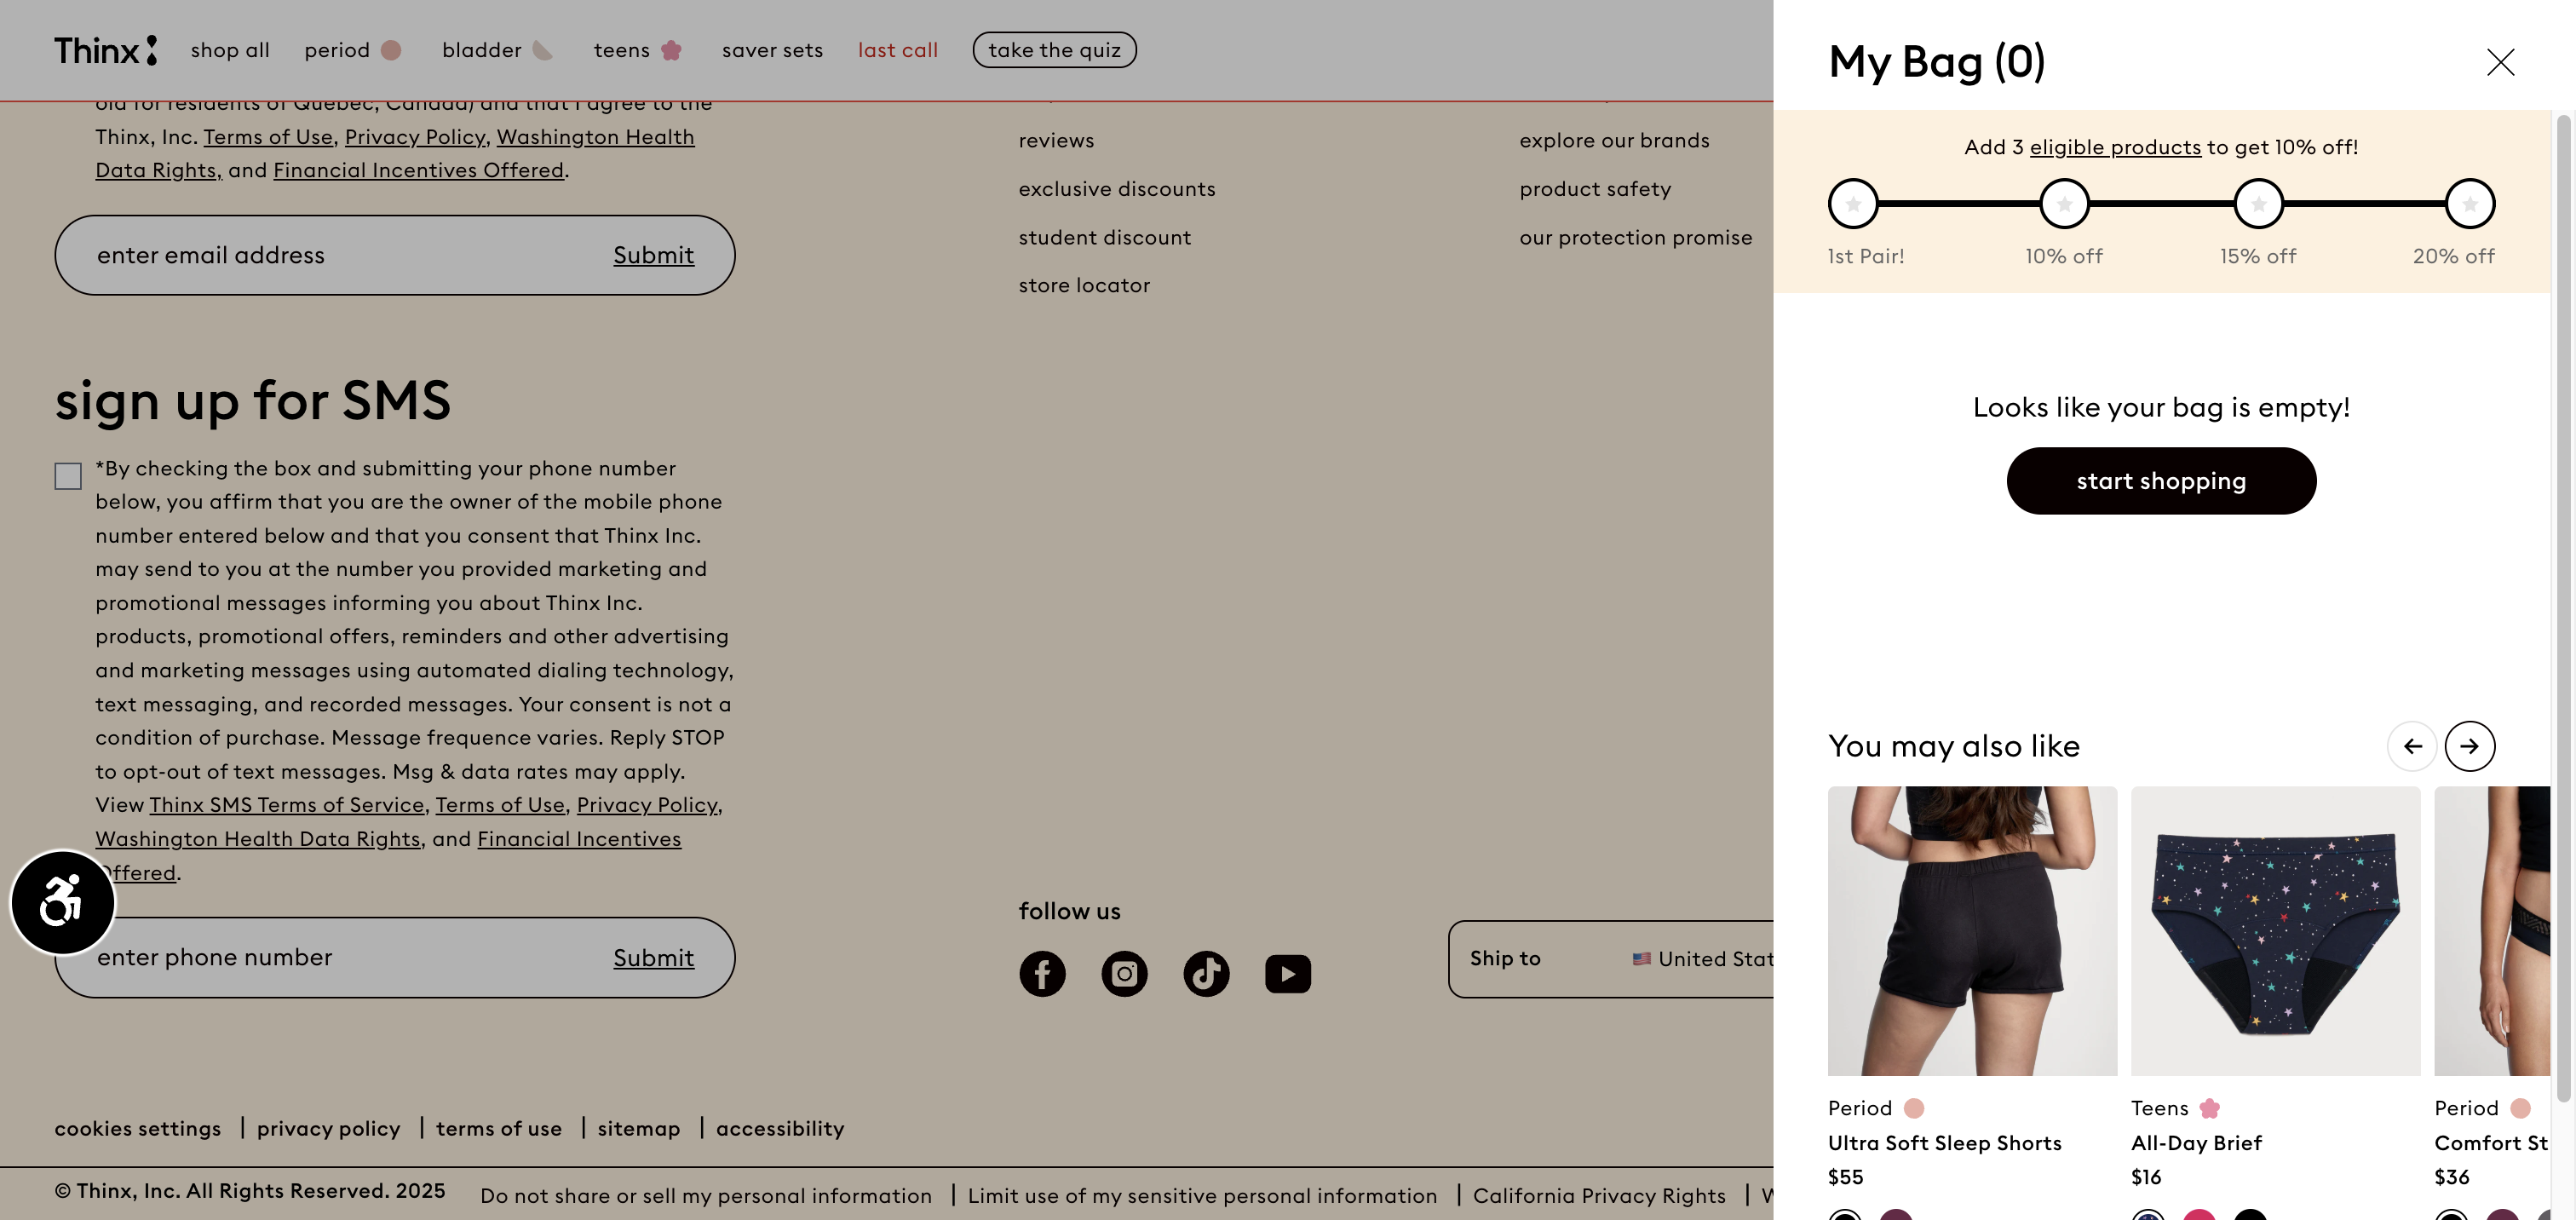 Thinx
shop all
period
bladder
teens
saver sets
last call
take the quiz
old for residents of Quebec, Canada) and that I agree to the
Thinx, Inc. Terms of Use, Privacy Policy, Washington Health
Data Rights, and Financial Incentives Offered.
enter email address
Submit
sign up for SMS
*By checking the box and submitting your phone number
below, you affirm that you are the owner of the mobile phone
number entered below and that you consent that Thinx Inc.
may send to you at the number you provided marketing and
promotional messages informing you about Thinx Inc.
products, promotional offers, reminders and other advertising
and marketing messages using automated dialing technology,
text messaging, and recorded messages. Your consent is not a
condition of purchase. Message frequency varies. Reply STOP
to opt-out of text messages. Msg & data rates may apply.
View Thinx SMS Terms of Service, Terms of Use, Privacy Policy,
Washington Health Data Rights, and Financial Incentives
Offered.
enter phone number
Submit
reviews
exclusive discounts
student discount
store locator
explore our brands
product safety
our protection promise
follow us
Ship to
United Stat
cookies settings
privacy policy
terms of use
sitemap
accessibility
© Thinx, Inc. All Rights Reserved. 2025
Do not share or sell my personal information
Limit use of my sensitive personal information
California Privacy Rights
My Bag (0)
Add 3 eligible products to get 10% off!
1st Pair!
10% off
15% off
20% off
Looks like your bag is empty!
start shopping
You may also like
Period
Ultra Soft Sleep Shorts
$55
Teens
All-Day Brief
$16
Period
Comfort St
$36